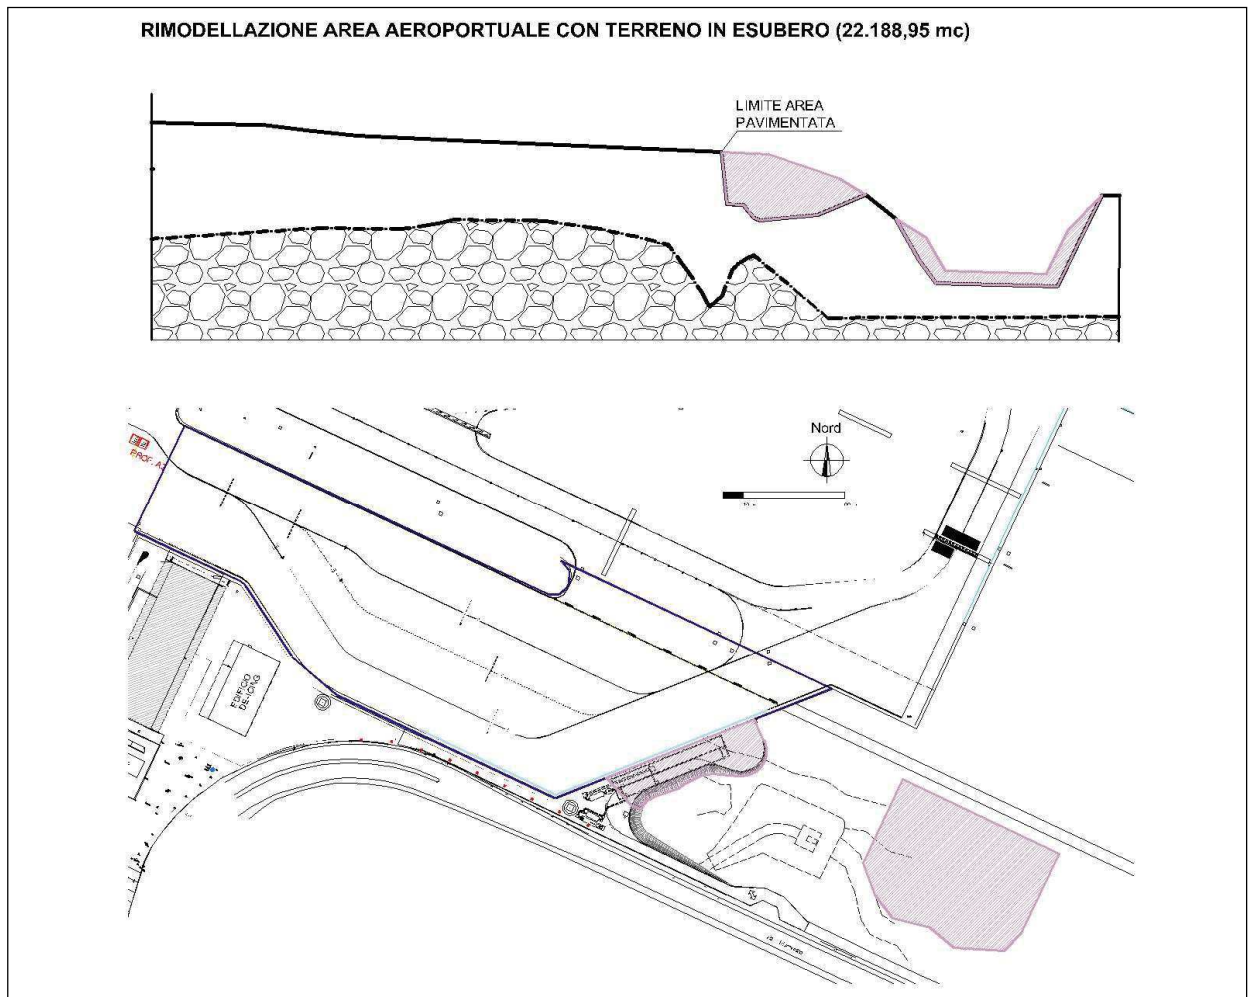 RIMODELLAZIONE AREA AEROPORTUALE CON TERRENO IN ESUBERO (22.188,95 mc)
LIMITE AREA
PAVIMENTATA
Nord
EDIFICIO
DE-ICING